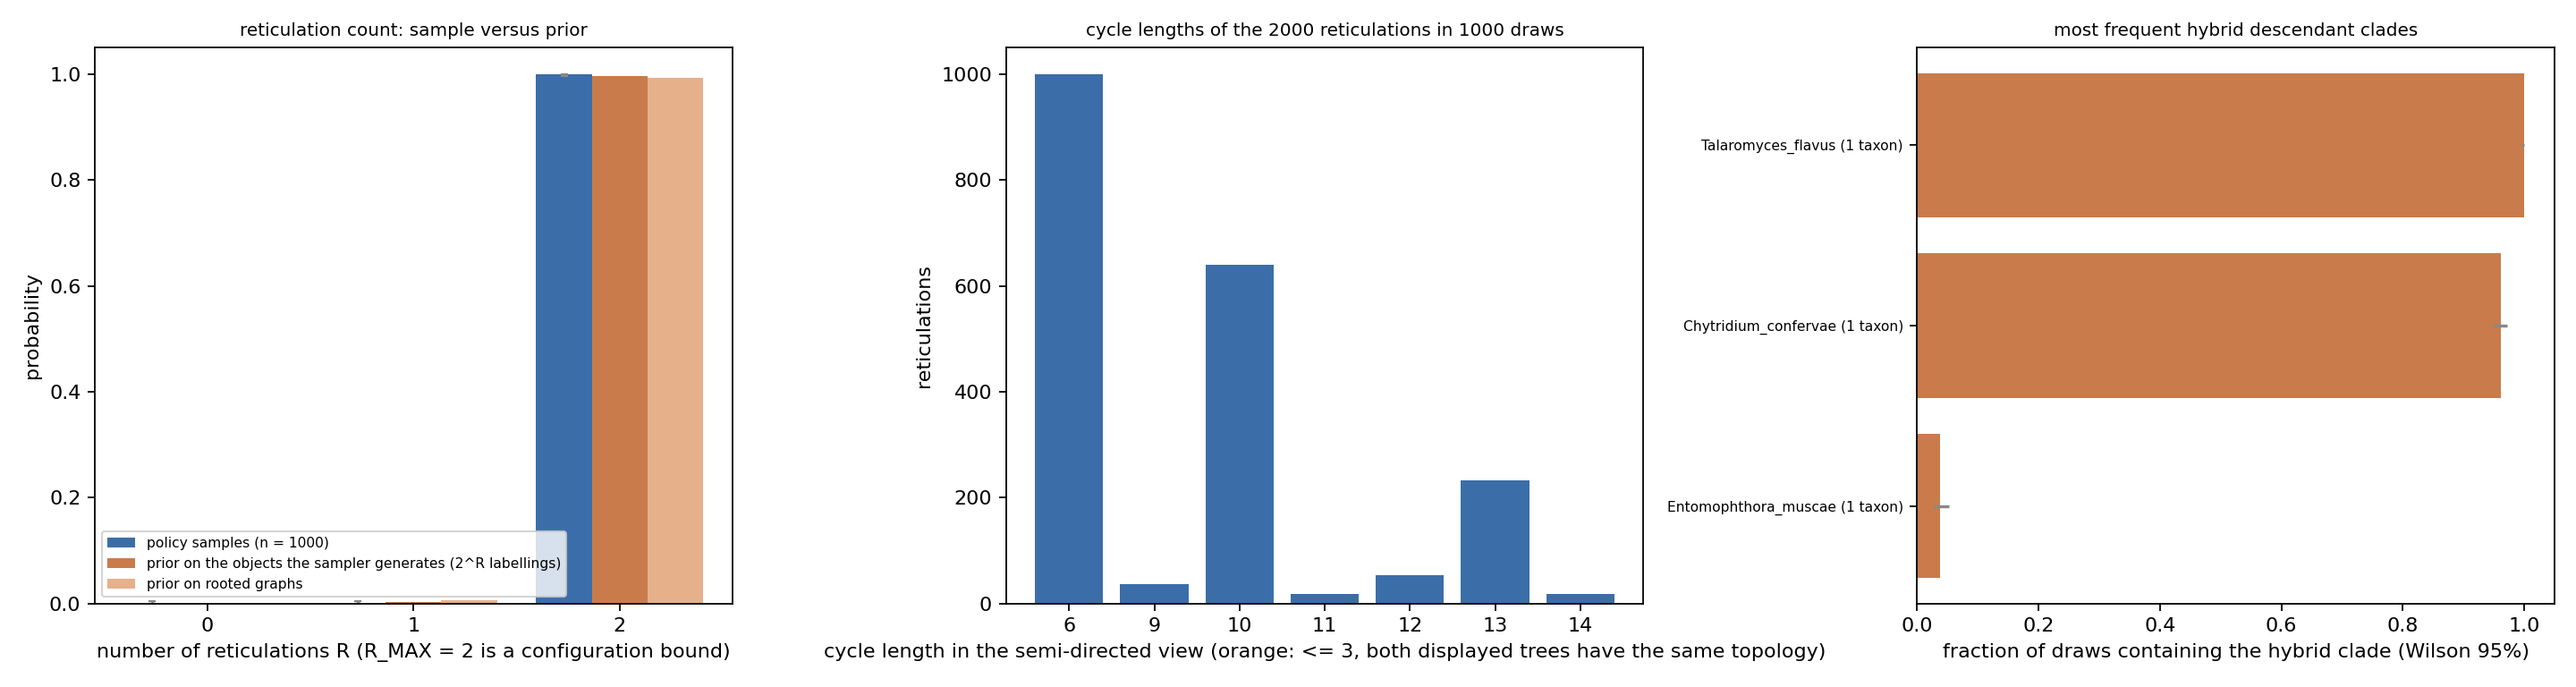 reticulation count: sample versus prior
probability
1.0
0.8
0.6
0.4
0.2
0.0
policy samples (n = 1000)
prior on the objects the sampler generates (2^R labellings)
prior on rooted graphs
0 1 2
number of reticulations R (R_MAX = 2 is a configuration bound)
cycle lengths of the 2000 reticulations in 1000 draws
reticulations
1000
800
600
400
200
0
6 9 10 11 12 13 14
cycle length in the semi-directed view (orange: <= 3, both displayed trees have the same topology)
most frequent hybrid descendant clades
Talaromyces_flavus (1 taxon)
Chytridium_confervae (1 taxon)
Entomophthora_muscae (1 taxon)
0.0 0.2 0.4 0.6 0.8 1.0
fraction of draws containing the hybrid clade (Wilson 95%)